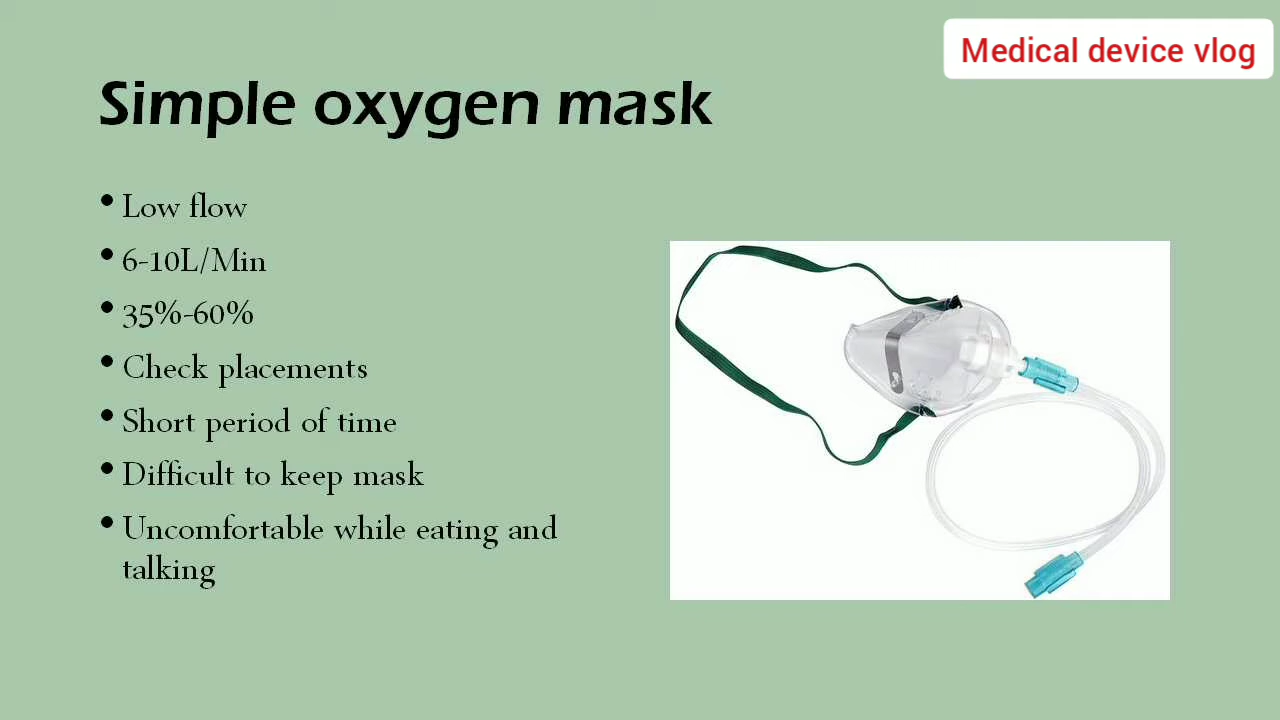 Medical device vlog
Simple oxygen mask
• Low flow
• 6-10L/Min
• 35%-60%
• Check placements
• Short period of time
• Difficult to keep mask
• Uncomfortable while eating and
talking